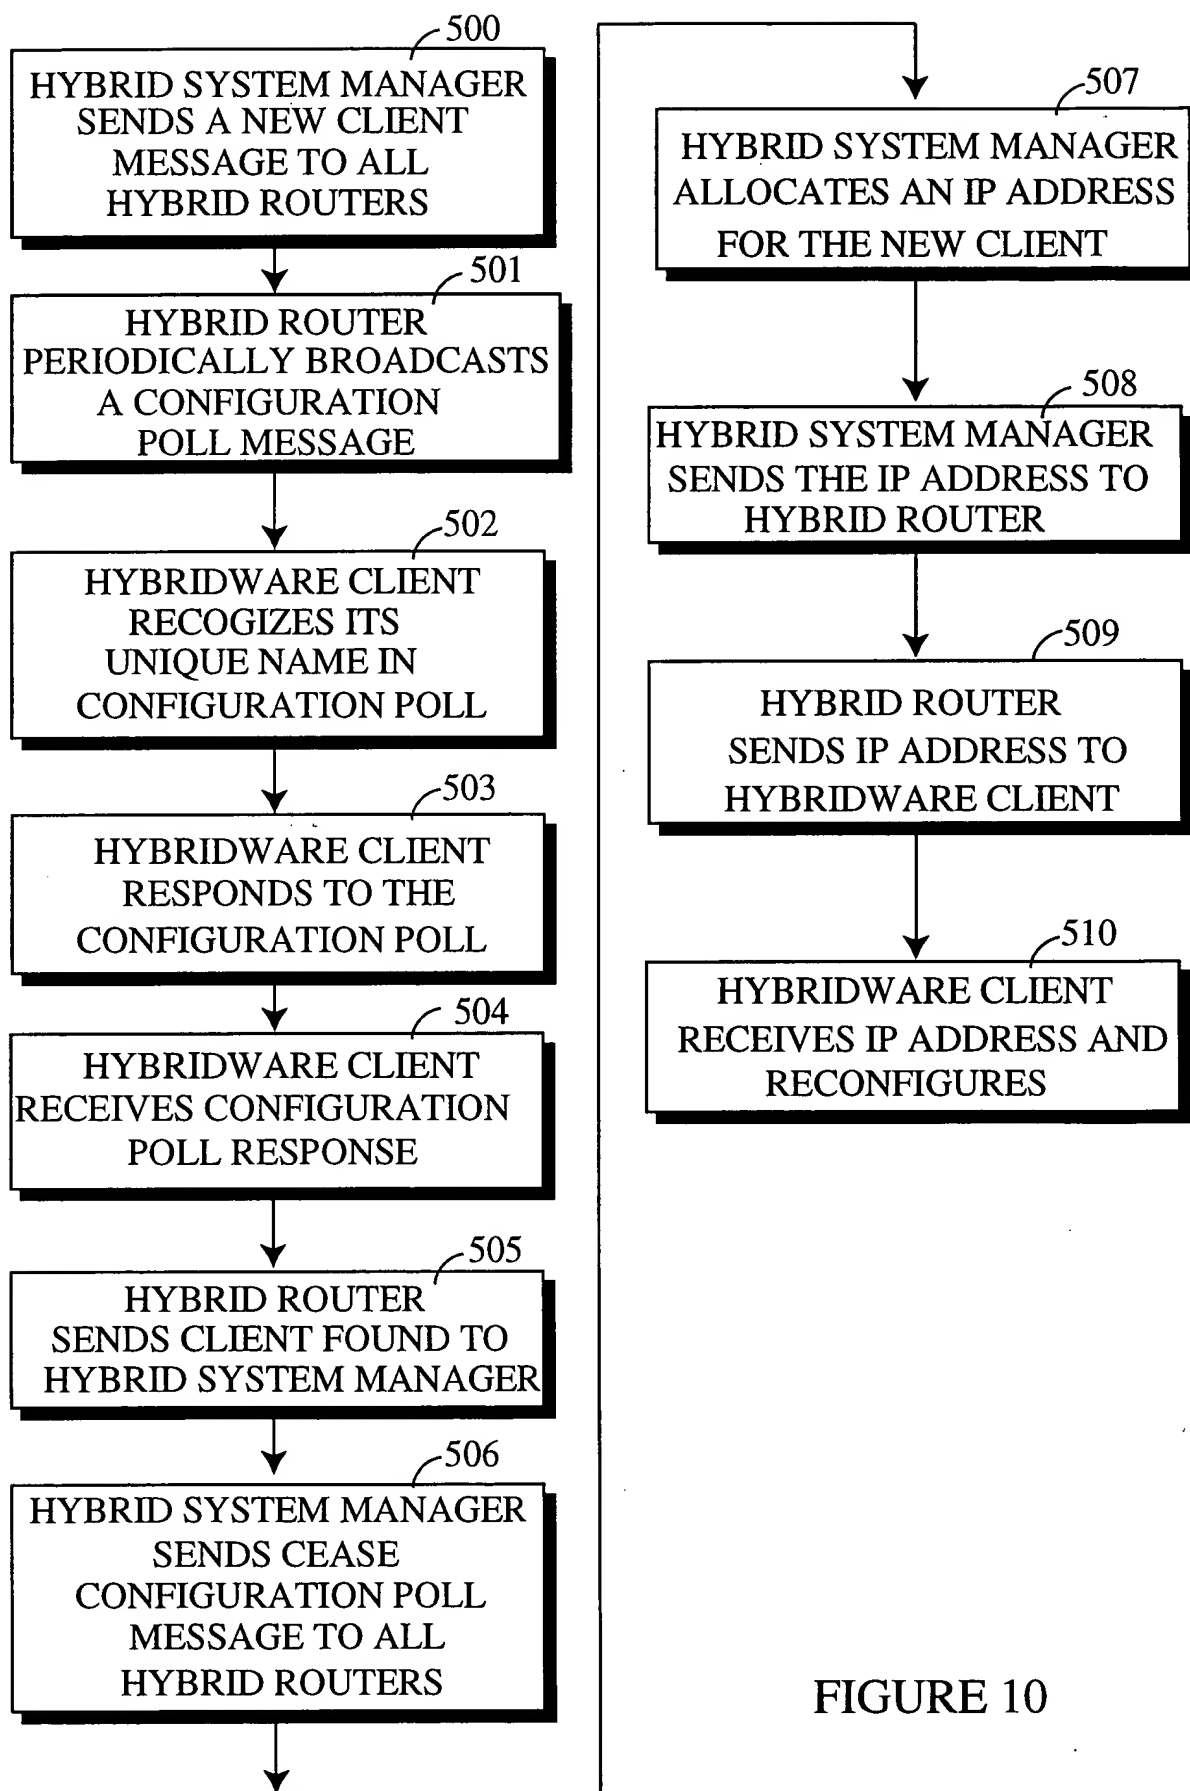 500
HYBRID SYSTEM MANAGER
SENDS A NEW CLIENT
MESSAGE TO ALL
HYBRID ROUTERS
501
HYBRID ROUTER
PERIODICALLY BROADCASTS
A CONFIGURATION
POLL MESSAGE
502
HYBRIDWARE CLIENT
RECOGIZES ITS
UNIQUE NAME IN
CONFIGURATION POLL
503
HYBRIDWARE CLIENT
RESPONDS TO THE
CONFIGURATION POLL
504
HYBRIDWARE CLIENT
RECEIVES CONFIGURATION
POLL RESPONSE
505
HYBRID ROUTER
SENDS CLIENT FOUND TO
HYBRID SYSTEM MANAGER
506
HYBRID SYSTEM MANAGER
SENDS CEASE
CONFIGURATION POLL
MESSAGE TO ALL
HYBRID ROUTERS
507
HYBRID SYSTEM MANAGER
ALLOCATES AN IP ADDRESS
FOR THE NEW CLIENT
508
HYBRID SYSTEM MANAGER
SENDS THE IP ADDRESS TO
HYBRID ROUTER
509
HYBRID ROUTER
SENDS IP ADDRESS TO
HYBRIDWARE CLIENT
510
HYBRIDWARE CLIENT
RECEIVES IP ADDRESS AND
RECONFIGURES
FIGURE 10